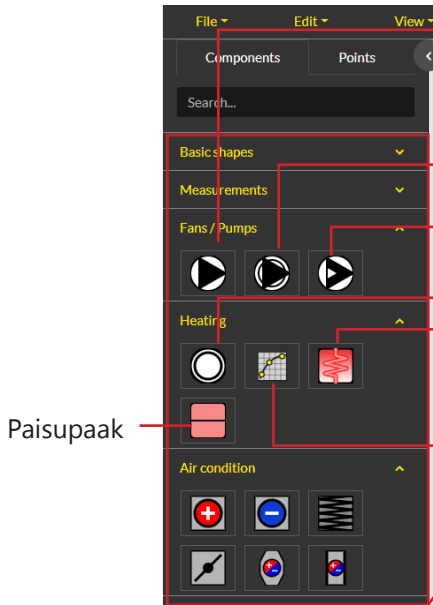 File Edit View
Components Points
Search...
Basic shapes
Measurements
Fans / Pumps
Heating
Paisupaak
Air condition